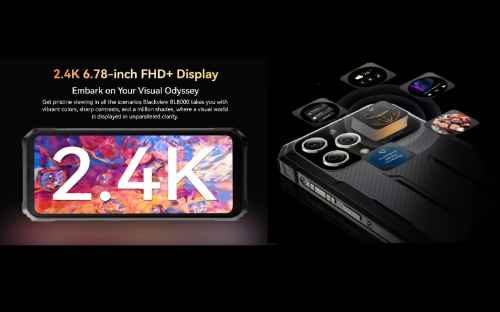 2.4K 6.78-inch FHD+ Display
Embark on Your Visual Odyssey
Get pristine viewing in all the scenarios Blackview BL8000 takes you with
vibrant colors, sharp contrasts, and a million shades, where a visual world
is displayed in unparalleled clarity.
2.4K